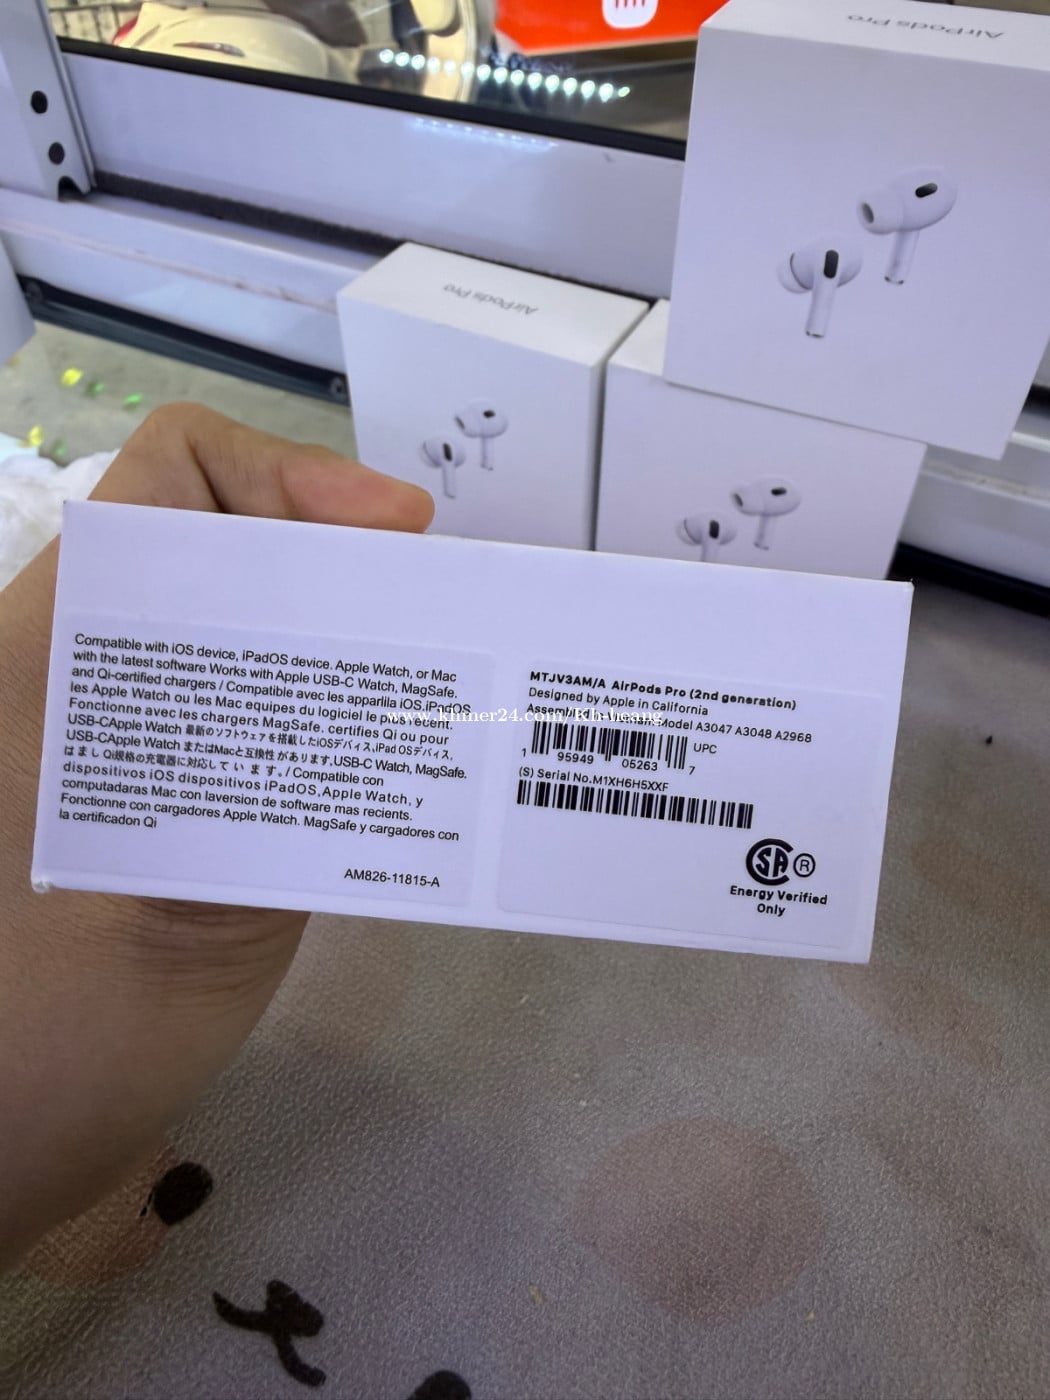 AirPods Pro
AirPods Pro
Compatible with iOS device, iPadOS device. Apple Watch, or Mac
with the latest software Works with Apple USB-C Watch, MagSafe.
and Qi-certified chargers / Compatible avec les apparliia iOS,iPadOS
les Apple Watch ou les Mac equipes du logiciel le plus recent.
Fonctionne avec les chargers MagSafe. certifies Qi ou pour
USB-CApple Watch 最新のソフトウェアを搭載したiOSデバイス,iPad OSデバイス,
USB-CApple Watch またはMacと互換性があります,USB-C Watch, MagSafe.
はまし Qi規格の充電器に対応しています。/ Compatible con
dispositivos iOS dispositivos iPadOS,Apple Watch, y
computadaras Mac con laversion de software mas recients.
Fonctionne con cargadores Apple Watch. MagSafe y cargadores con
la certificadon Qi
AM826-11815-A
MTJV3AM/A AirPods Pro (2nd generation)
Designed by Apple in California
Model A3047 A3048 A2968
www.khmer24.com/Kh-heang
UPC
1 95949 05263 7
(S) Serial No.M1XH6H5XXF
SA ®
Energy Verified
Only